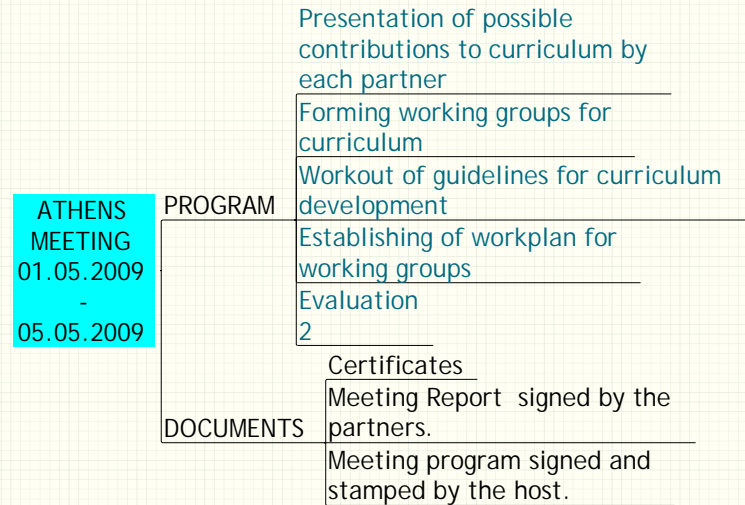 ATHENS
MEETING
01.05.2009
-
05.05.2009
PROGRAM
Presentation of possible
contributions to curriculum by
each partner
Forming working groups for
curriculum
Workout of guidelines for curriculum
development
Establishing of workplan for
working groups
Evaluation
2
DOCUMENTS
Certificates
Meeting Report signed by the
partners.
Meeting program signed and
stamped by the host.